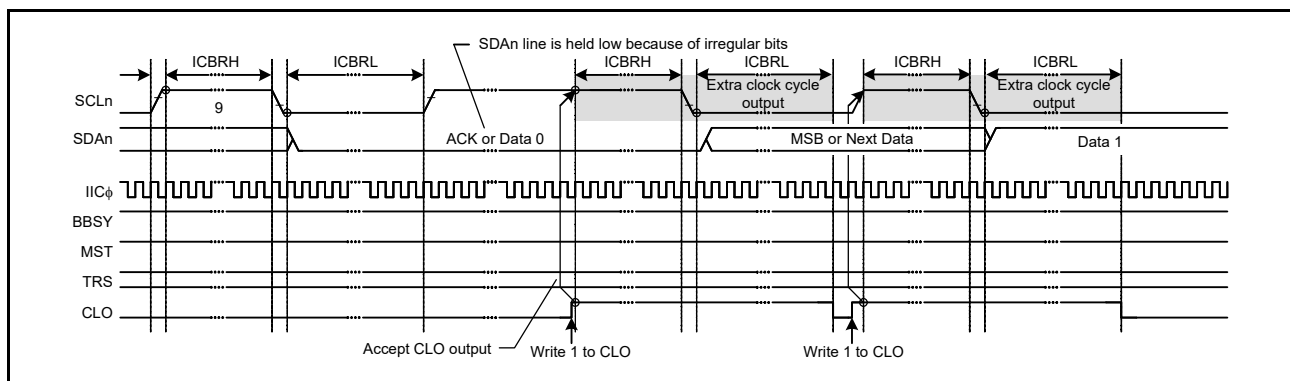 SDAn line is held low because of irregular bits
ICBRH
ICBRL
ICBRH
ICBRL
ICBRH
ICBRL
SCLn
9
Extra clock cycle
output
Extra clock cycle
output
SDAn
ACK or Data 0
MSB or Next Data
Data 1
IICϕ
BBSY
MST
TRS
CLO
Accept CLO output
Write 1 to CLO
Write 1 to CLO